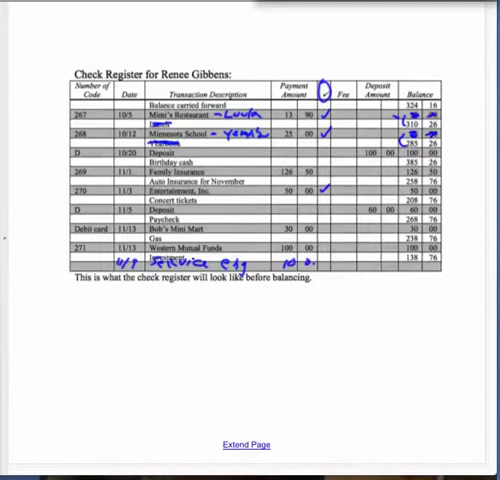 Check Register for Renee Gibbens:
Number of Code Date Transaction Description Payment Amount ✓ Fee Deposit Amount Balance
Balance carried forward 324 16
267 10/5 Mimi's Restaurant 13 90 ✓
310 26
268 10/12 Minnesota School 25 00 ✓
285 26
D 10/20 Deposit 100 00 100 00
Birthday cash 385 26
269 11/1 Family Insurance 126 50 126 50
Auto Insurance for November 258 76
270 11/3 Entertainment, Inc. 50 00 ✓ 50 00
Concert tickets 208 76
D 11/5 Deposit 60 00 60 00
Paycheck 268 76
Debit card 11/13 Bob's Mini Mart 30 00 30 00
Gas 238 76
271 11/13 Western Mutual Funds 100 00 100 00
Investment 138 76
Service chg 10
This is what the check register will look like before balancing.
Extend Page